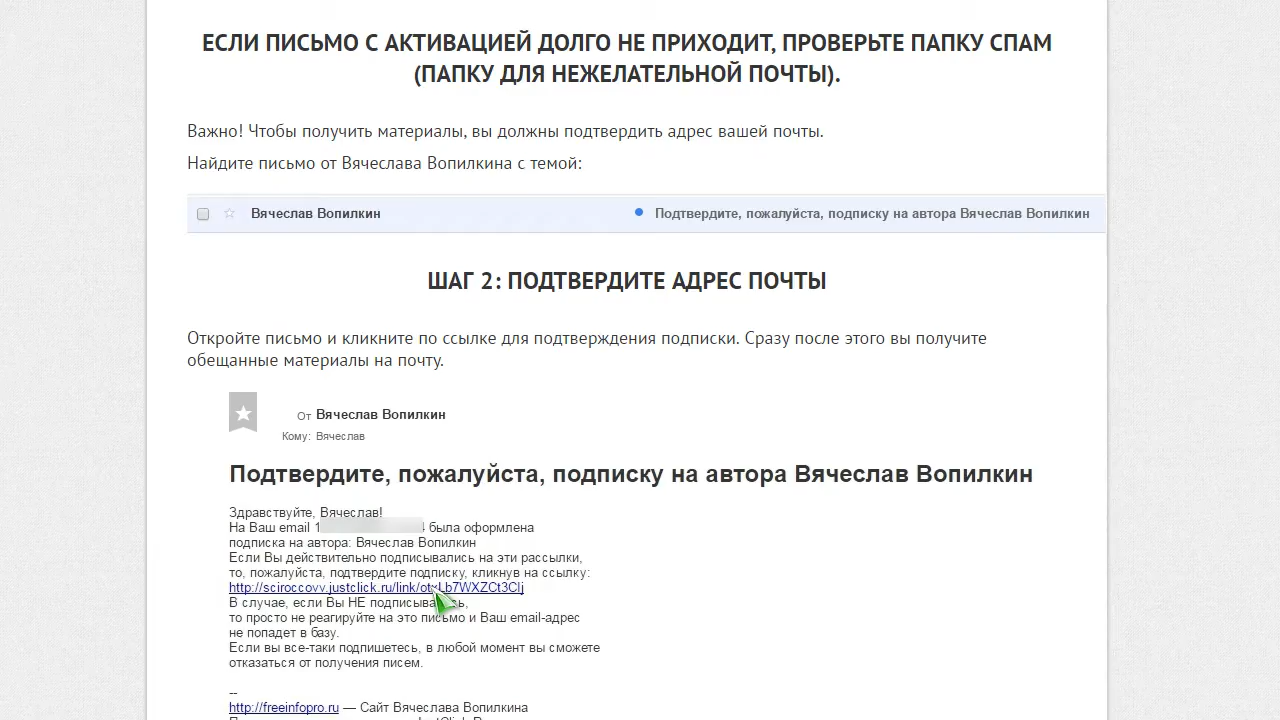 ЕСЛИ ПИСЬМО С АКТИВАЦИЕЙ ДОЛГО НЕ ПРИХОДИТ, ПРОВЕРЬТЕ ПАПКУ СПАМ
(ПАПКУ ДЛЯ НЕЖЕЛАТЕЛЬНОЙ ПОЧТЫ).
Важно! Чтобы получить материалы, вы должны подтвердить адрес вашей почты.
Найдите письмо от Вячеслава Вопилкина с темой:
Вячеслав Вопилкин Подтвердите, пожалуйста, подписку на автора Вячеслав Вопилкин
ШАГ 2: ПОДТВЕРДИТЕ АДРЕС ПОЧТЫ
Откройте письмо и кликните по ссылке для подтверждения подписки. Сразу после этого вы получите
обещанные материалы на почту.
От Вячеслав Вопилкин
Кому: Вячеслав
Подтвердите, пожалуйста, подписку на автора Вячеслав Вопилкин
Здравствуйте, Вячеслав!
На Ваш email была оформлена
подписка на автора: Вячеслав Вопилкин
Если Вы действительно подписывались на эти рассылки,
то, пожалуйста, подтвердите подписку, кликнув на ссылку:
В случае, если Вы НЕ
то просто не реагируйте на это письмо и Ваш email-адрес
не попадет в базу.
Если вы все-таки подпишетесь, в любой момент вы сможете
отказаться от получения писем.
--
http://freeinfopro.ru — Сайт Вячеслава Вопилкина